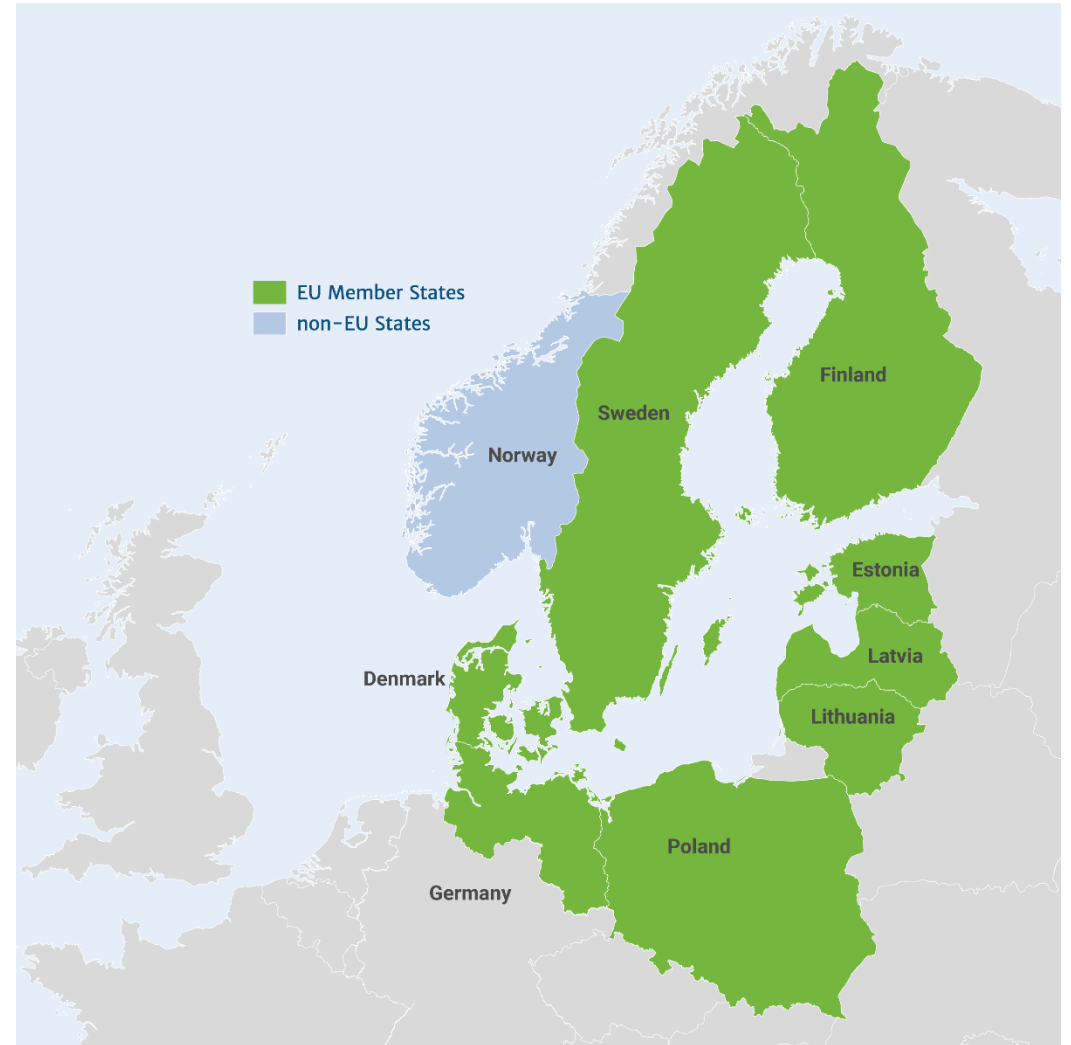 EU Member States
non-EU States
Finland
Sweden
Norway
Estonia
Latvia
Denmark
Lithuania
Poland
Germany